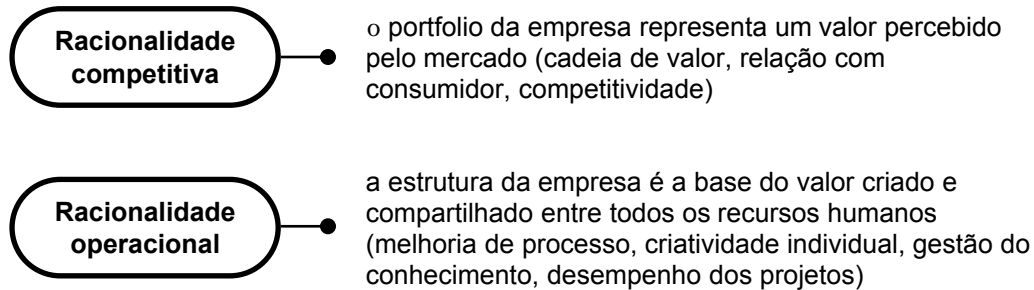 Racionalidade
competitiva
o portfolio da empresa representa um valor percebido
pelo mercado (cadeia de valor, relação com
consumidor, competitividade)
Racionalidade
operacional
a estrutura da empresa é a base do valor criado e
compartilhado entre todos os recursos humanos
(melhoria de processo, criatividade individual, gestão do
conhecimento, desempenho dos projetos)